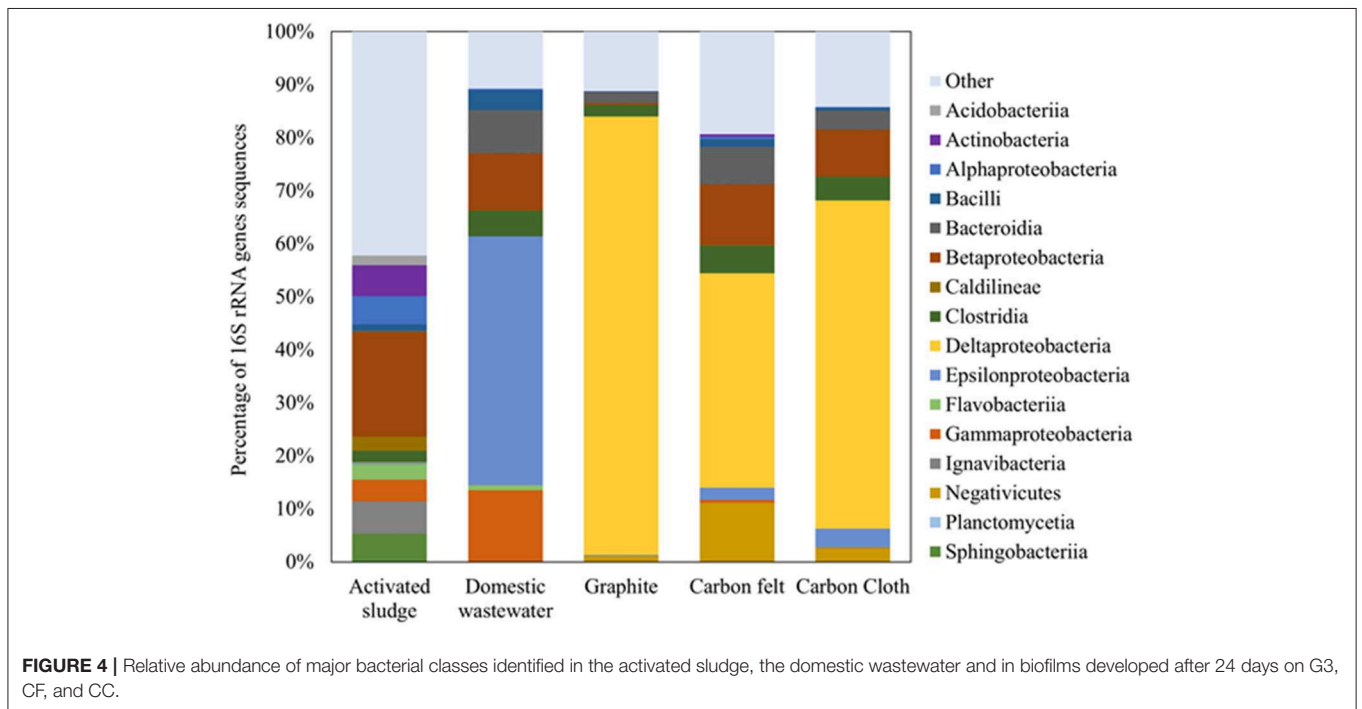 100%
90%
80%
70%
60%
50%
40%
30%
20%
10%
0%
Percentage of 16S rRNA genes sequences
Activated
sludge
Domestic
wastewater
Graphite
Carbon felt
Carbon Cloth
Other
Acidobacteriia
Actinobacteria
Alphaproteobacteria
Bacilli
Bacteroidia
Betaproteobacteria
Caldilineae
Clostridia
Deltaproteobacteria
Epsilonproteobacteria
Flavobacteriia
Gammaproteobacteria
Ignavibacteria
Negativicutes
Planctomycetia
Sphingobacteriia
FIGURE 4 | Relative abundance of major bacterial classes identified in the activated sludge, the domestic wastewater and in biofilms developed after 24 days on G3,
CF, and CC.